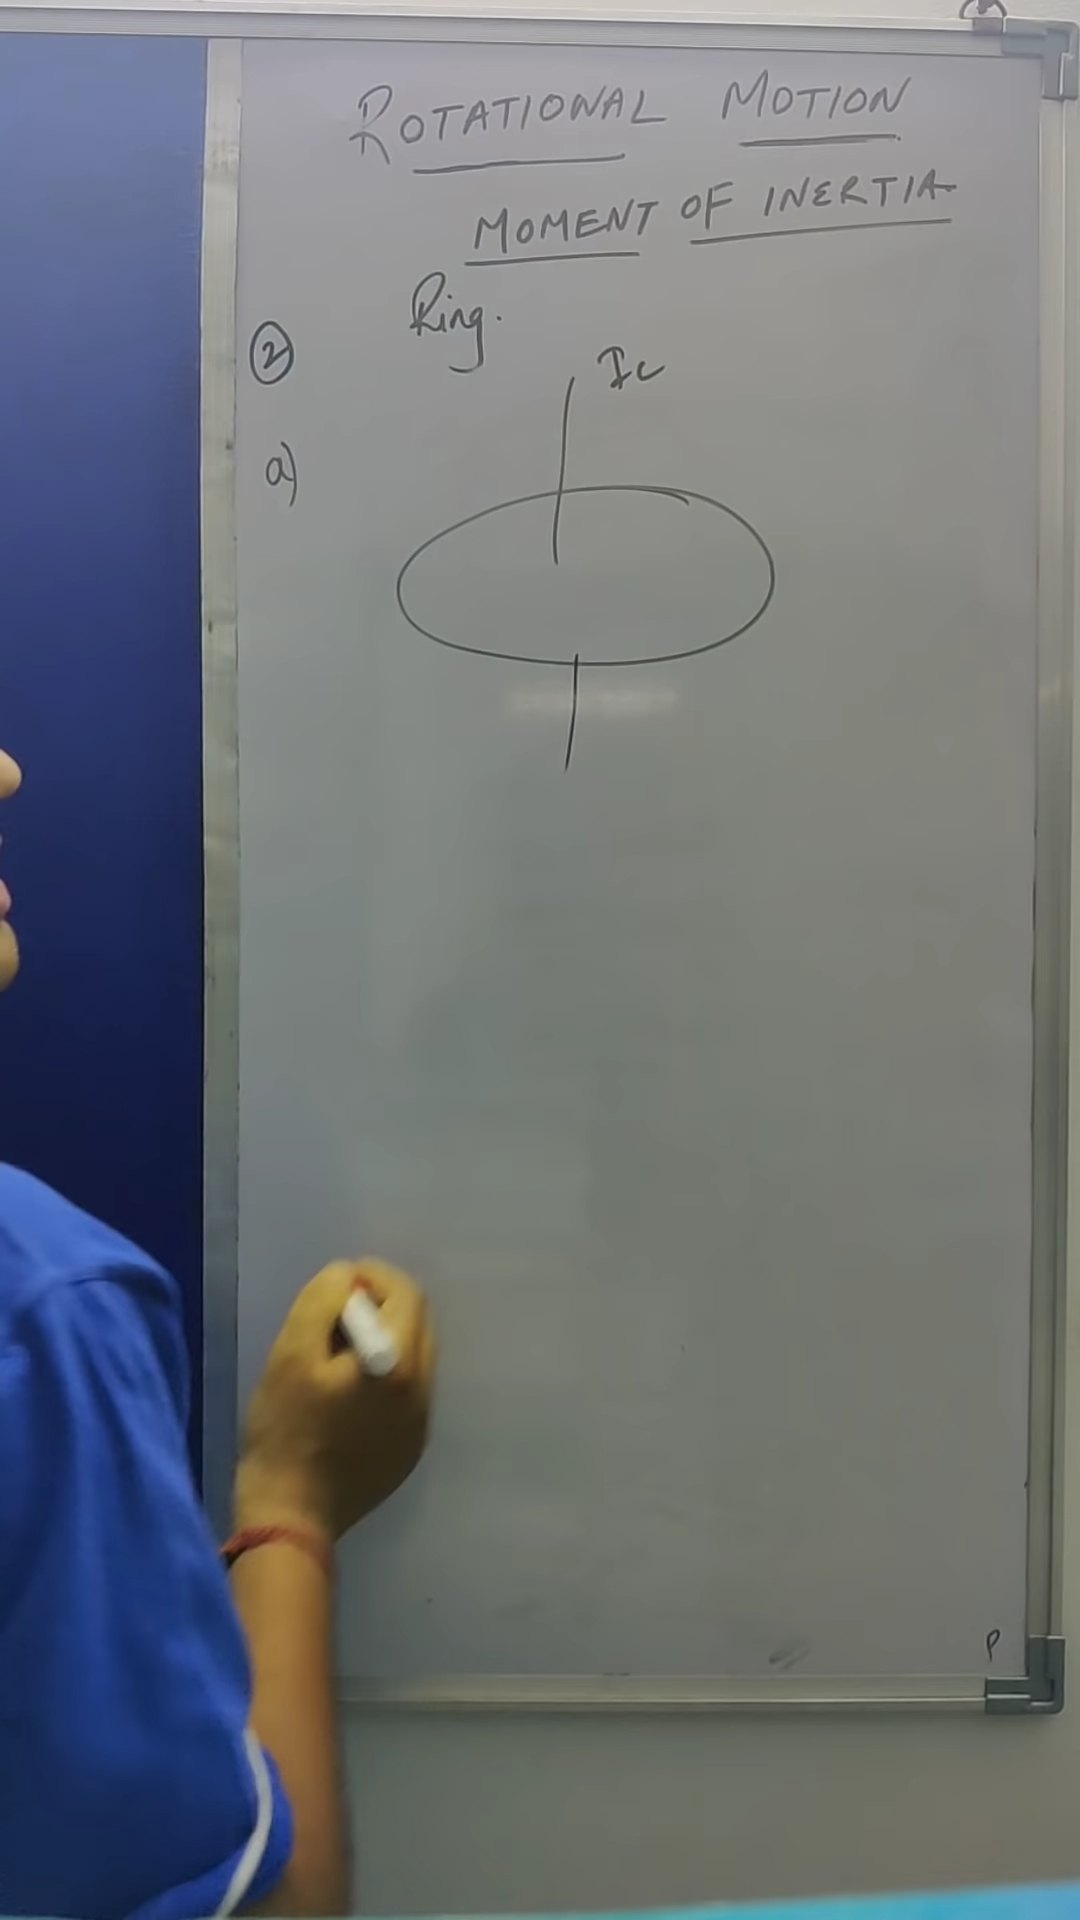 ROTATIONAL MOTION
MOMENT OF INERTIA
Ring.
②
Ic
a)
P